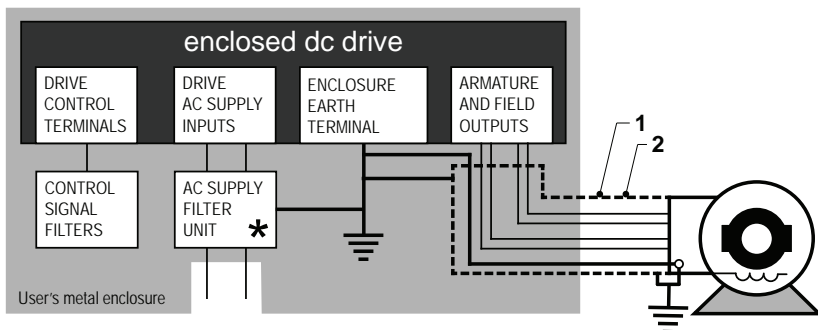 enclosed dc drive
DRIVE
CONTROL
TERMINALS
DRIVE
AC SUPPLY
INPUTS
ENCLOSURE
EARTH
TERMINAL
ARMATURE
AND FIELD
OUTPUTS
1
2
CONTROL
SIGNAL
FILTERS
AC SUPPLY
FILTER
UNIT *
User's metal enclosure